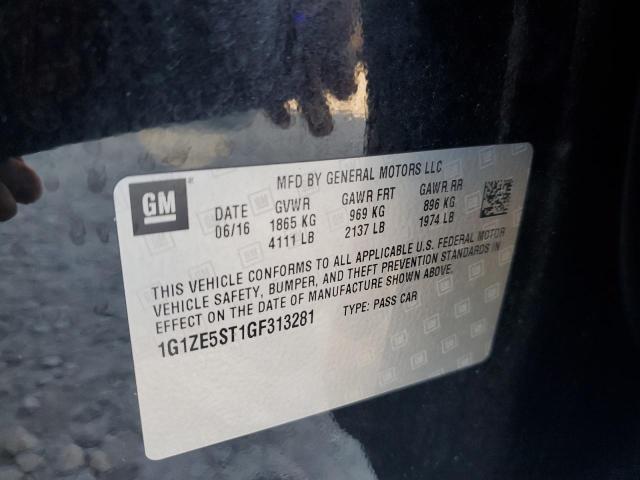 GM
MFD BY GENERAL MOTORS LLC
DATE GVWR GAWR FRT GAWR RR
06/16 1865 KG 969 KG 896 KG
4111 LB 2137 LB 1974 LB
THIS VEHICLE CONFORMS TO ALL APPLICABLE U.S. FEDERAL MOTOR
VEHICLE SAFETY, BUMPER, AND THEFT PREVENTION STANDARDS IN
EFFECT ON THE DATE OF MANUFACTURE SHOWN ABOVE.
1G1ZE5ST1GF313281 TYPE: PASS CAR